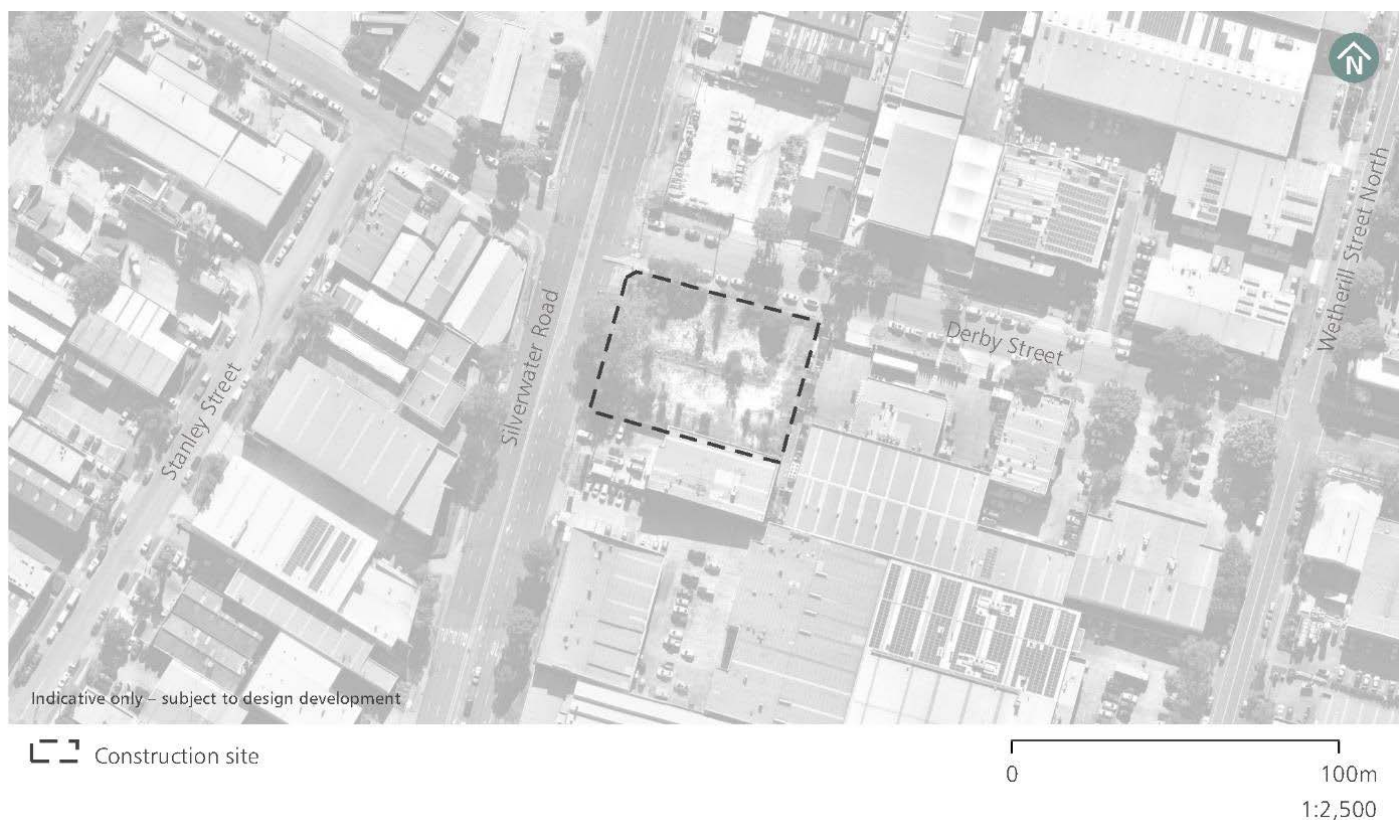 N
Wetherill Street North
Derby Street
Silverwater Road
Stanley Street
Indicative only – subject to design development
Construction site
0 100m
1:2,500